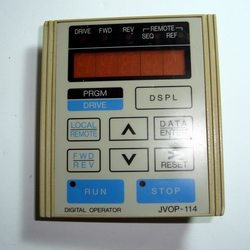 DRIVE FWD REV REMOTE
SEQ REF
PRGM
DRIVE
DSPL
LOCAL
REMOTE
DATA
ENTER
FWD
REV
RESET
RUN
STOP
DIGITAL OPERATOR JVOP-114